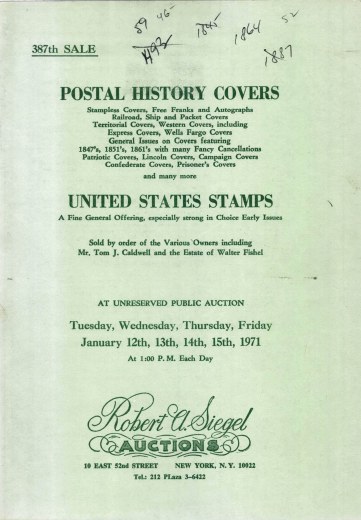 59 45-
1845
1864
52
1887
387th SALE
POSTAL HISTORY COVERS
Stampless Covers, Free Franks and Autographs
Railroad, Ship and Packet Covers
Territorial Covers, Western Covers, including
Express Covers, Wells Fargo Covers
General Issues on Covers featuring
1847's, 1851's, 1861's with many Fancy Cancellations
Patriotic Covers, Lincoln Covers, Campaign Covers
Confederate Covers, Prisoner's Covers
and many more
UNITED STATES STAMPS
A Fine General Offering, especially strong in Choice Early Issues
Sold by order of the Various Owners including
Mr. Tom J. Caldwell and the Estate of Walter Fishel
AT UNRESERVED PUBLIC AUCTION
Tuesday, Wednesday, Thursday, Friday
January 12th, 13th, 14th, 15th, 1971
At 1:00 P. M. Each Day
Robert A. Siegel
AUCTIONS
10 EAST 52nd STREET NEW YORK, N. Y. 10022
Tel.: 212 PLaza 3-6422